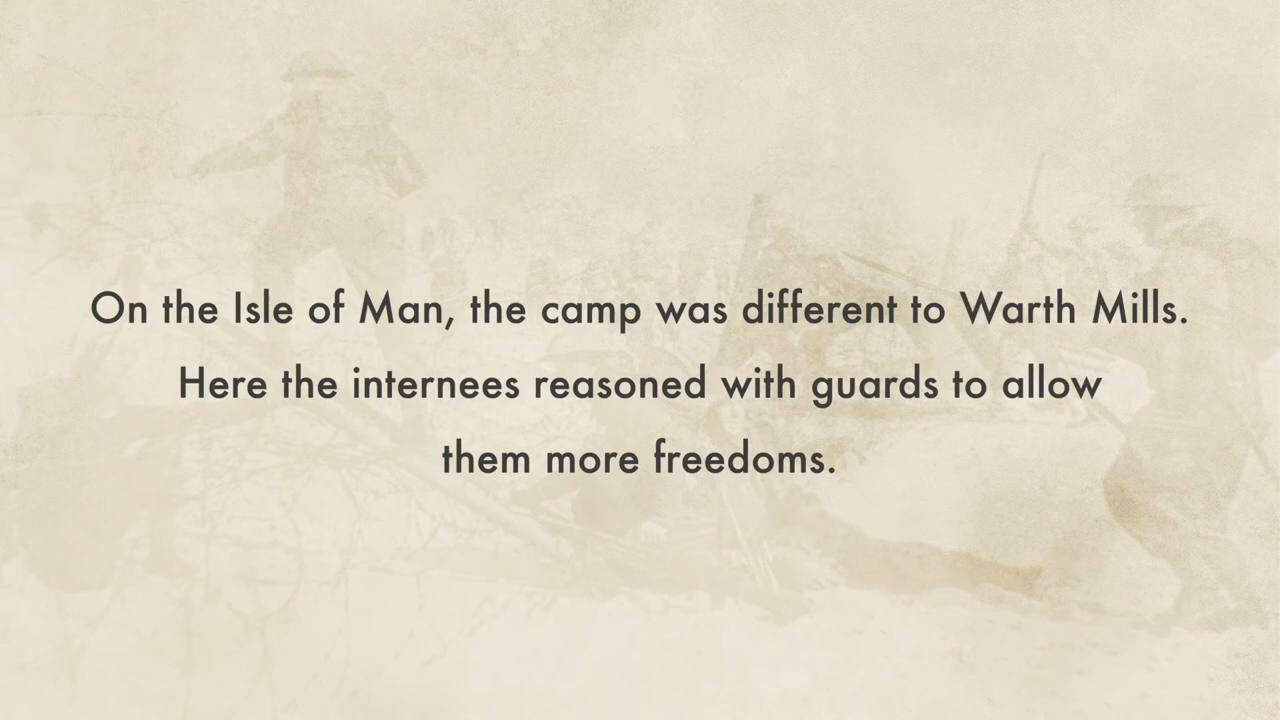 On the Isle of Man, the camp was different to Warth Mills.
Here the internees reasoned with guards to allow
them more freedoms.